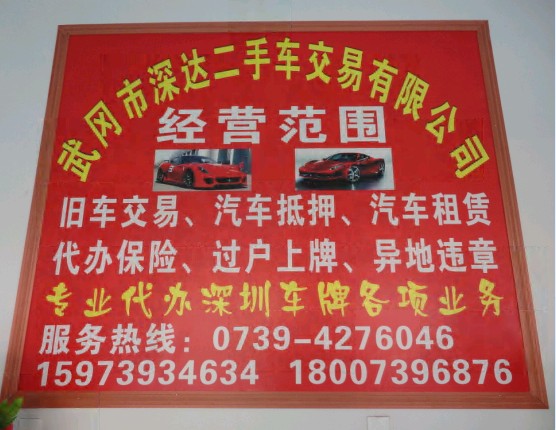 武冈市深达二手车交易有限公司
经营范围
旧车交易、汽车抵押、汽车租赁
代办保险、过户上牌、异地违章
专业代办深圳车牌各项业务
服务热线：0739-4276046
15973934634 18007396876